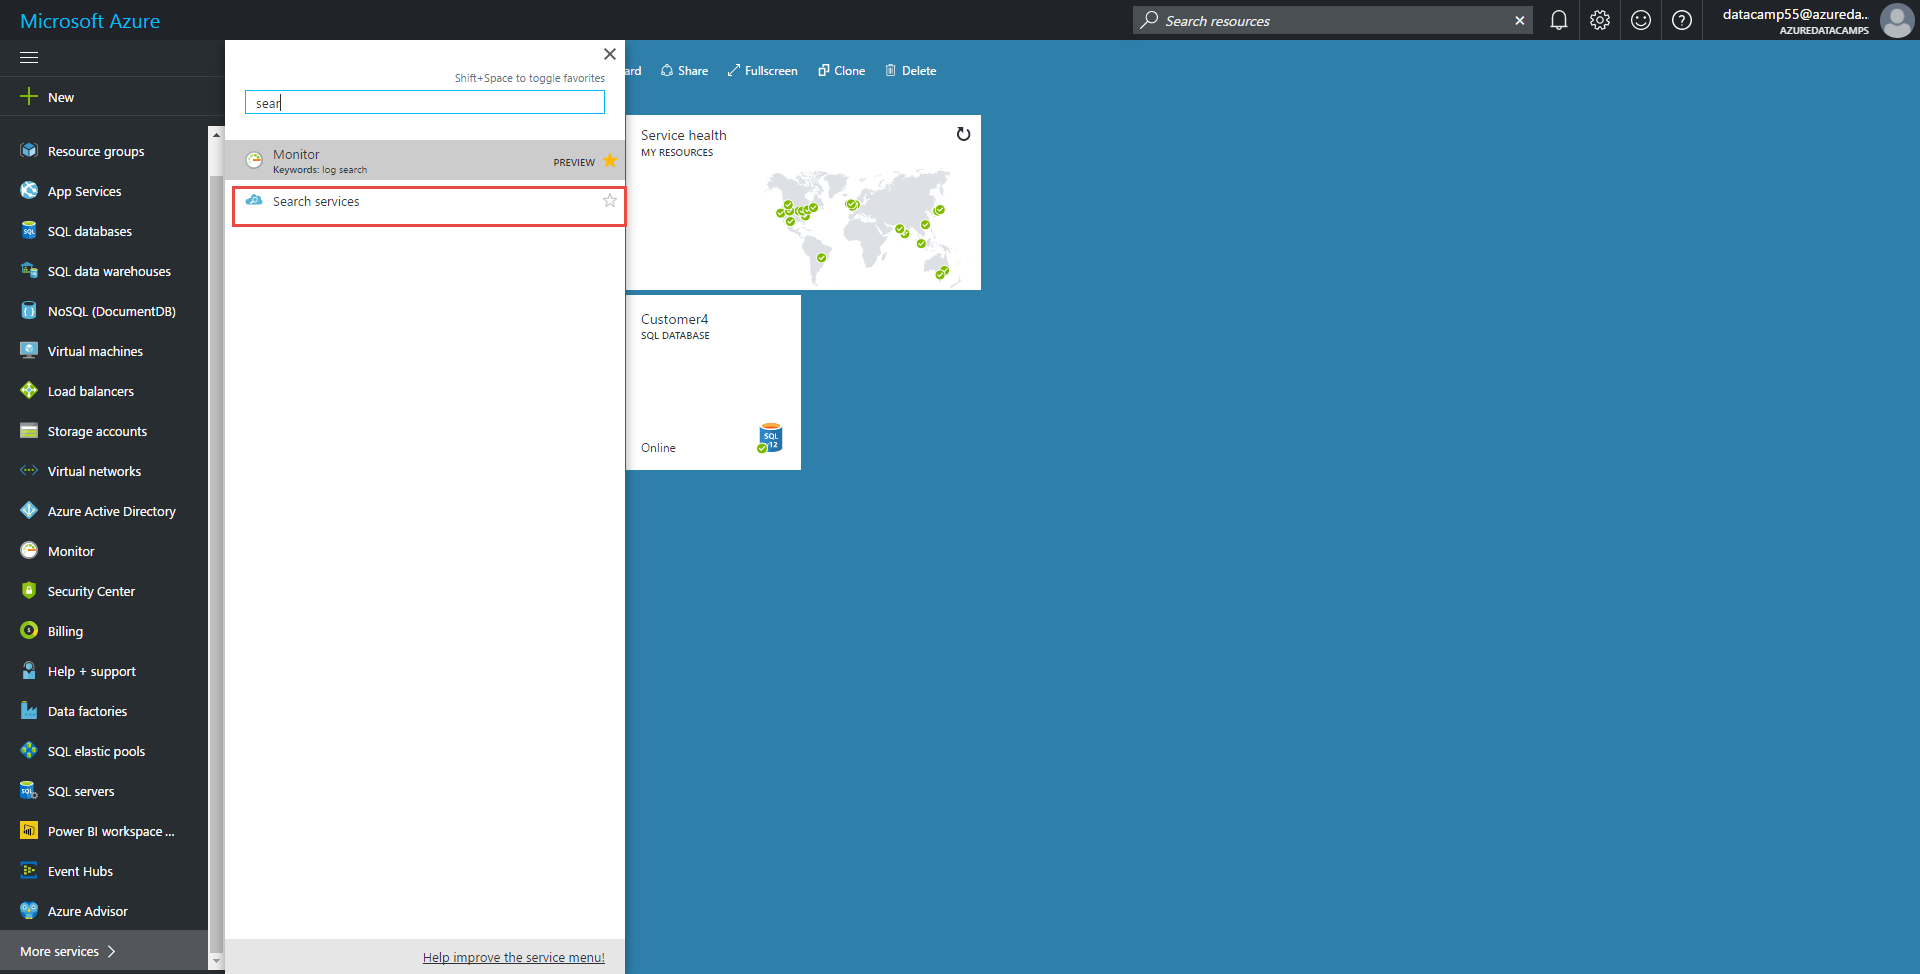 Microsoft Azure
Search resources
datacamp55@azureda...
AZUREDATACAMPS
New
Resource groups
App Services
SQL databases
SQL data warehouses
NoSQL (DocumentDB)
Virtual machines
Load balancers
Storage accounts
Virtual networks
Azure Active Directory
Monitor
Security Center
Billing
Help + support
Data factories
SQL elastic pools
SQL servers
Power BI workspace ...
Event Hubs
Azure Advisor
More services
Shift+Space to toggle favorites
sear
Monitor
Keywords: log search
PREVIEW
Search services
Help improve the service menu!
ard
Share
Fullscreen
Clone
Delete
Service health
MY RESOURCES
Customer4
SQL DATABASE
Online
SQL
V12